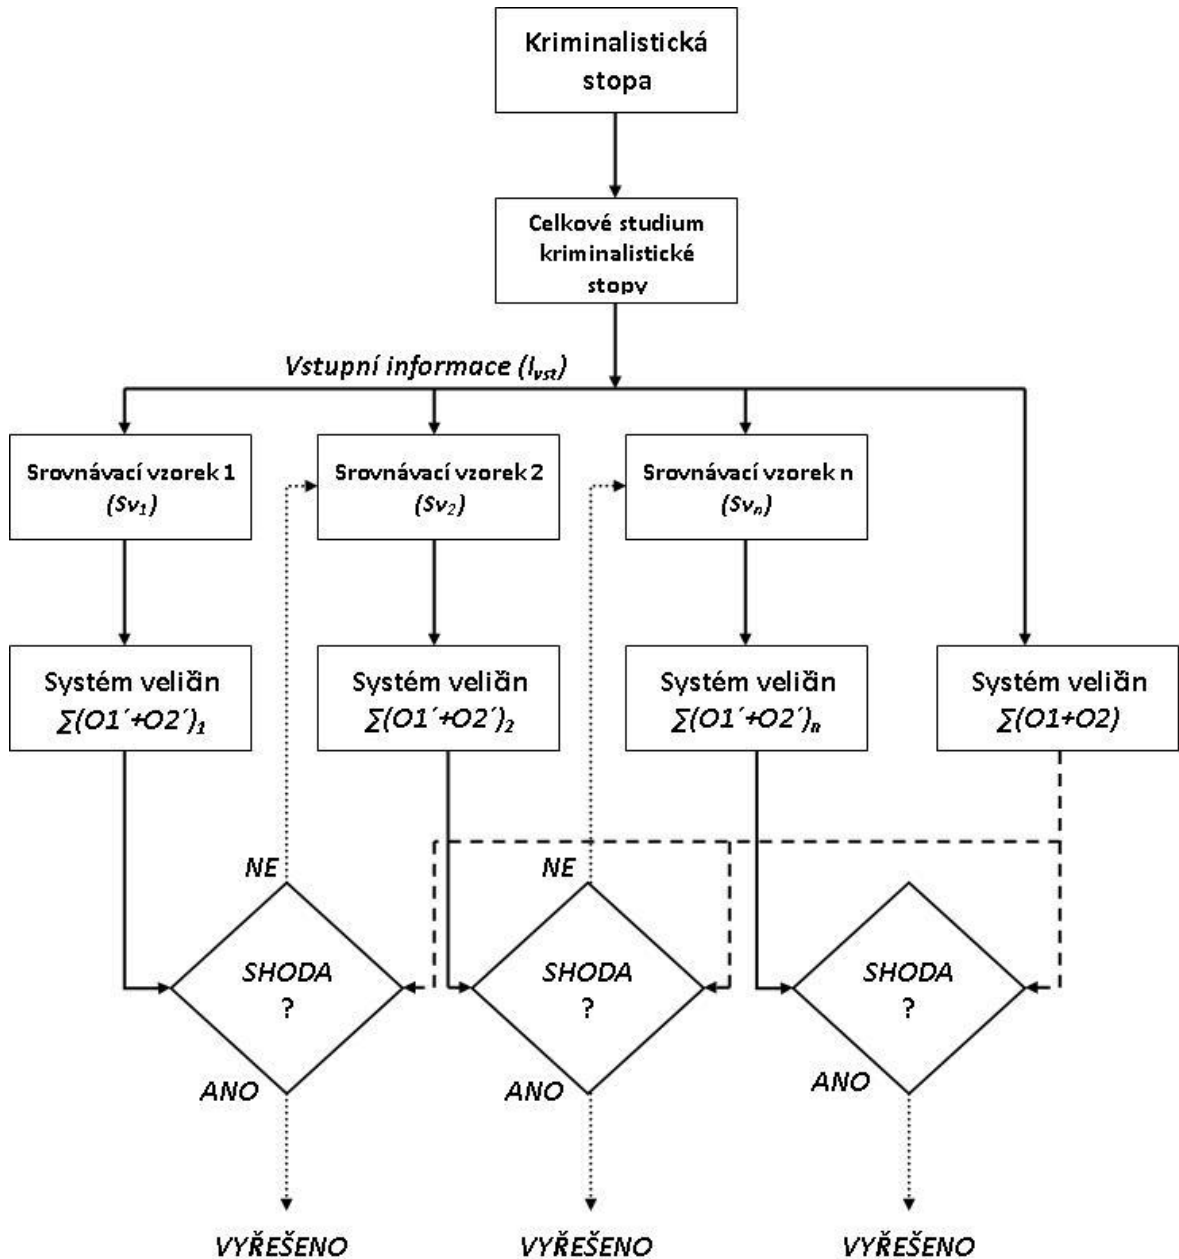 Kriminalistická
stopa
Celkové studium
kriminalistické
stopy
Vstupní informace (Ivst)
Srovnávací vzorek 1
(Sv1)
Srovnávací vzorek 2
(Sv2)
Srovnávací vzorek n
(Svn)
Systém veličin
∑(O1´+O2´)1
Systém veličin
∑(O1´+O2´)2
Systém veličin
∑(O1´+O2´)n
Systém veličin
∑(O1+O2)
NE
NE
SHODA
?
SHODA
?
SHODA
?
ANO
ANO
ANO
VYŘEŠENO
VYŘEŠENO
VYŘEŠENO